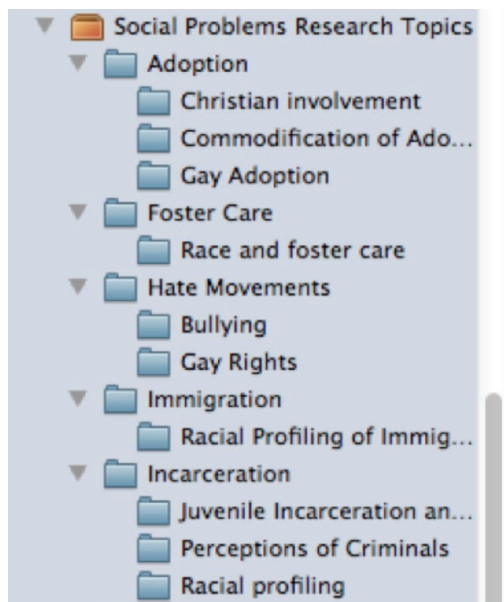 Social Problems Research Topics
Adoption
Christian involvement
Commodification of Ado...
Gay Adoption
Foster Care
Race and foster care
Hate Movements
Bullying
Gay Rights
Immigration
Racial Profiling of Immig...
Incarceration
Juvenile Incarceration an...
Perceptions of Criminals
Racial profiling